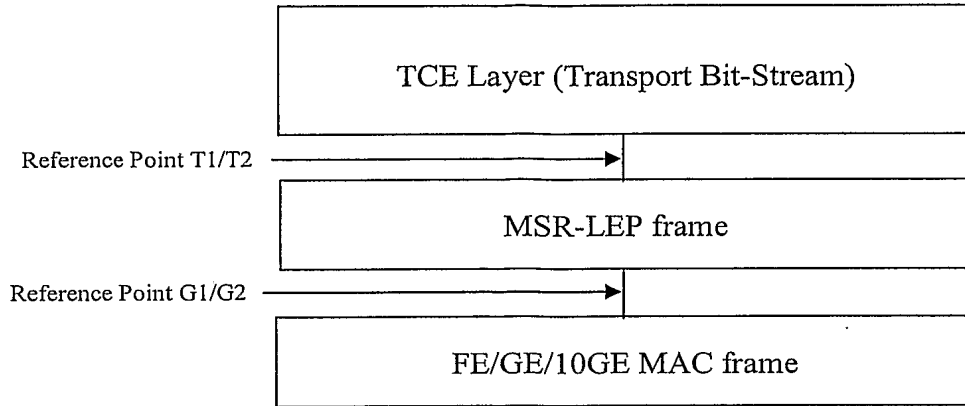 TCE Layer (Transport Bit-Stream)
Reference Point T1/T2
MSR-LEP frame
Reference Point G1/G2
FE/GE/10GE MAC frame